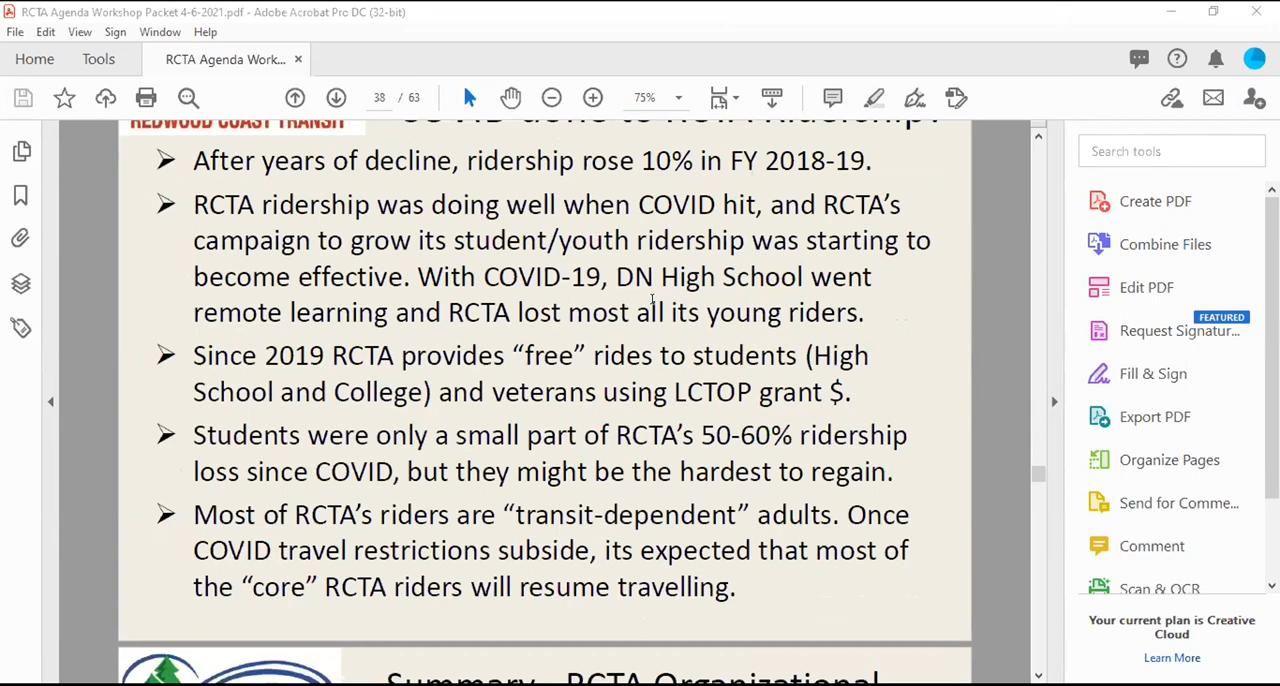 RCTA Agenda Workshop Packet 4-6-2021.pdf - Adobe Acrobat Pro DC (32-bit)
File Edit View Sign Window Help
Home Tools RCTA Agenda Work... ×
38 / 63 75%
REDWOOD COAST TRANSIT COVID done to RCTA Ridership?
➢ After years of decline, ridership rose 10% in FY 2018-19.
➢ RCTA ridership was doing well when COVID hit, and RCTA's
campaign to grow its student/youth ridership was starting to
become effective. With COVID-19, DN High School went
remote learning and RCTA lost most all its young riders.
➢ Since 2019 RCTA provides “free” rides to students (High
School and College) and veterans using LCTOP grant $.
➢ Students were only a small part of RCTA's 50-60% ridership
loss since COVID, but they might be the hardest to regain.
➢ Most of RCTA's riders are “transit-dependent” adults. Once
COVID travel restrictions subside, its expected that most of
the “core” RCTA riders will resume travelling.
Summary - RCTA Organizational
Search tools
Create PDF
Combine Files
Edit PDF
FEATURED
Request Signatur...
Fill & Sign
Export PDF
Organize Pages
Send for Comme...
Comment
Scan & OCR
Your current plan is Creative
Cloud
Learn More